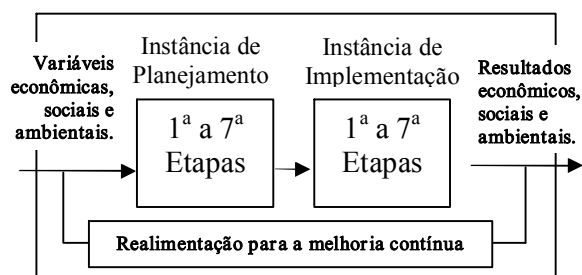 Variáveis
econômicas,
sociais e
ambientais.
Instância de
Planejamento
1ª a 7ª
Etapas
Instância de
Implementação
1ª a 7ª
Etapas
Resultados
econômicos,
sociais e
ambientais.
Realimentação para a melhoria contínua